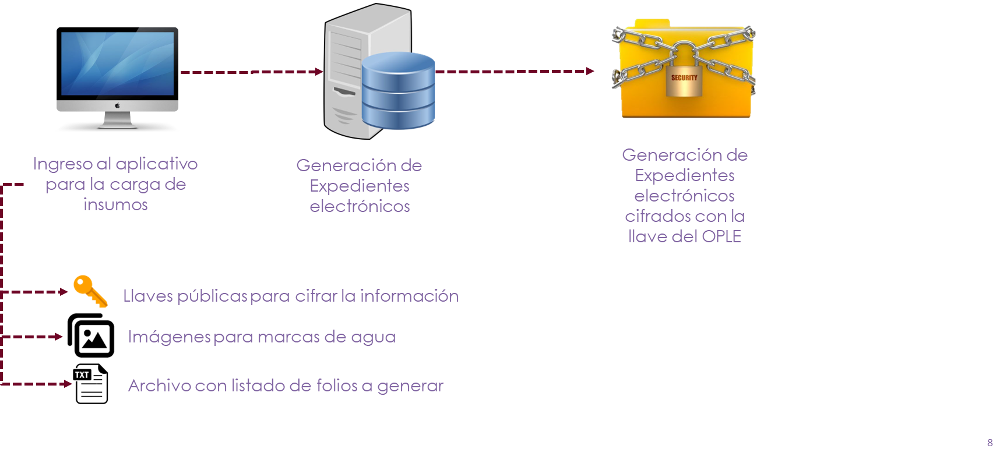 SECURITY
Ingreso al aplicativo
para la carga de
insumos
Generación de
Expedientes
electrónicos
Generación de
Expedientes
electrónicos
cifrados con la
llave del OPLE
Llaves públicas para cifrar la información
Imágenes para marcas de agua
TXT
Archivo con listado de folios a generar
8